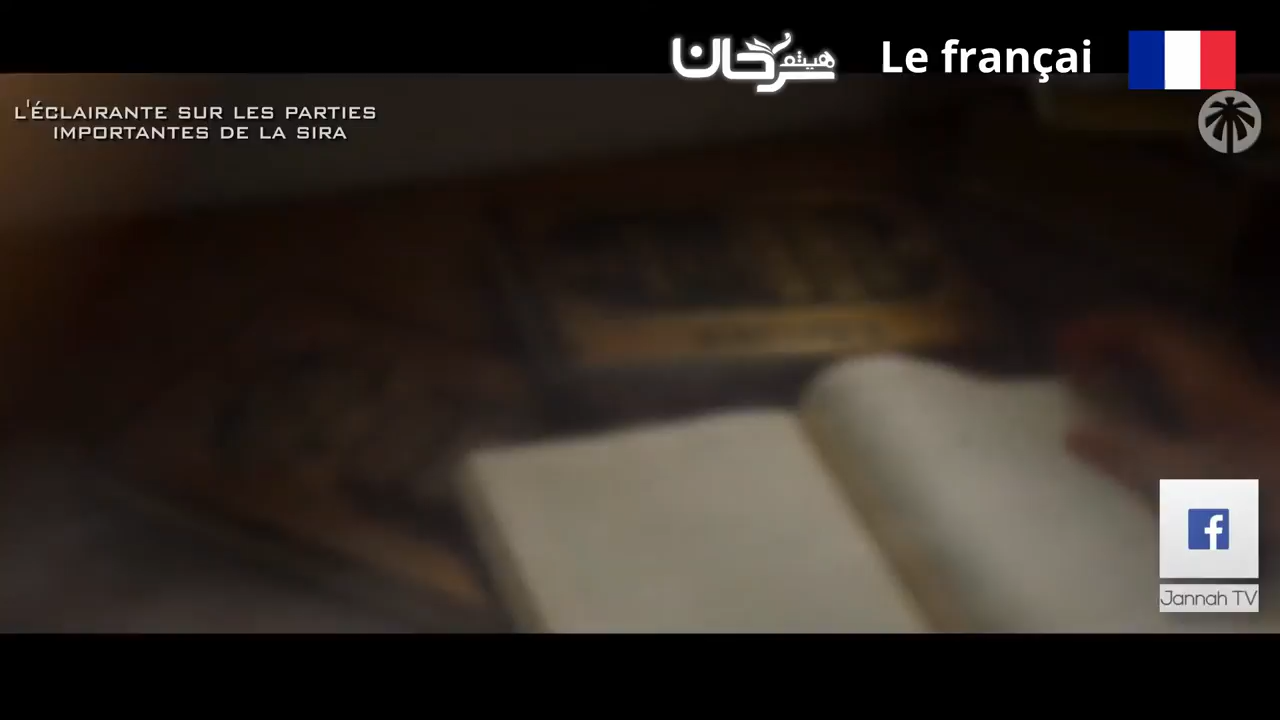 هيثم سرحان
Le françai
L'ÉCLAIRANTE SUR LES PARTIES
IMPORTANTES DE LA SIRA
f
Jannah TV